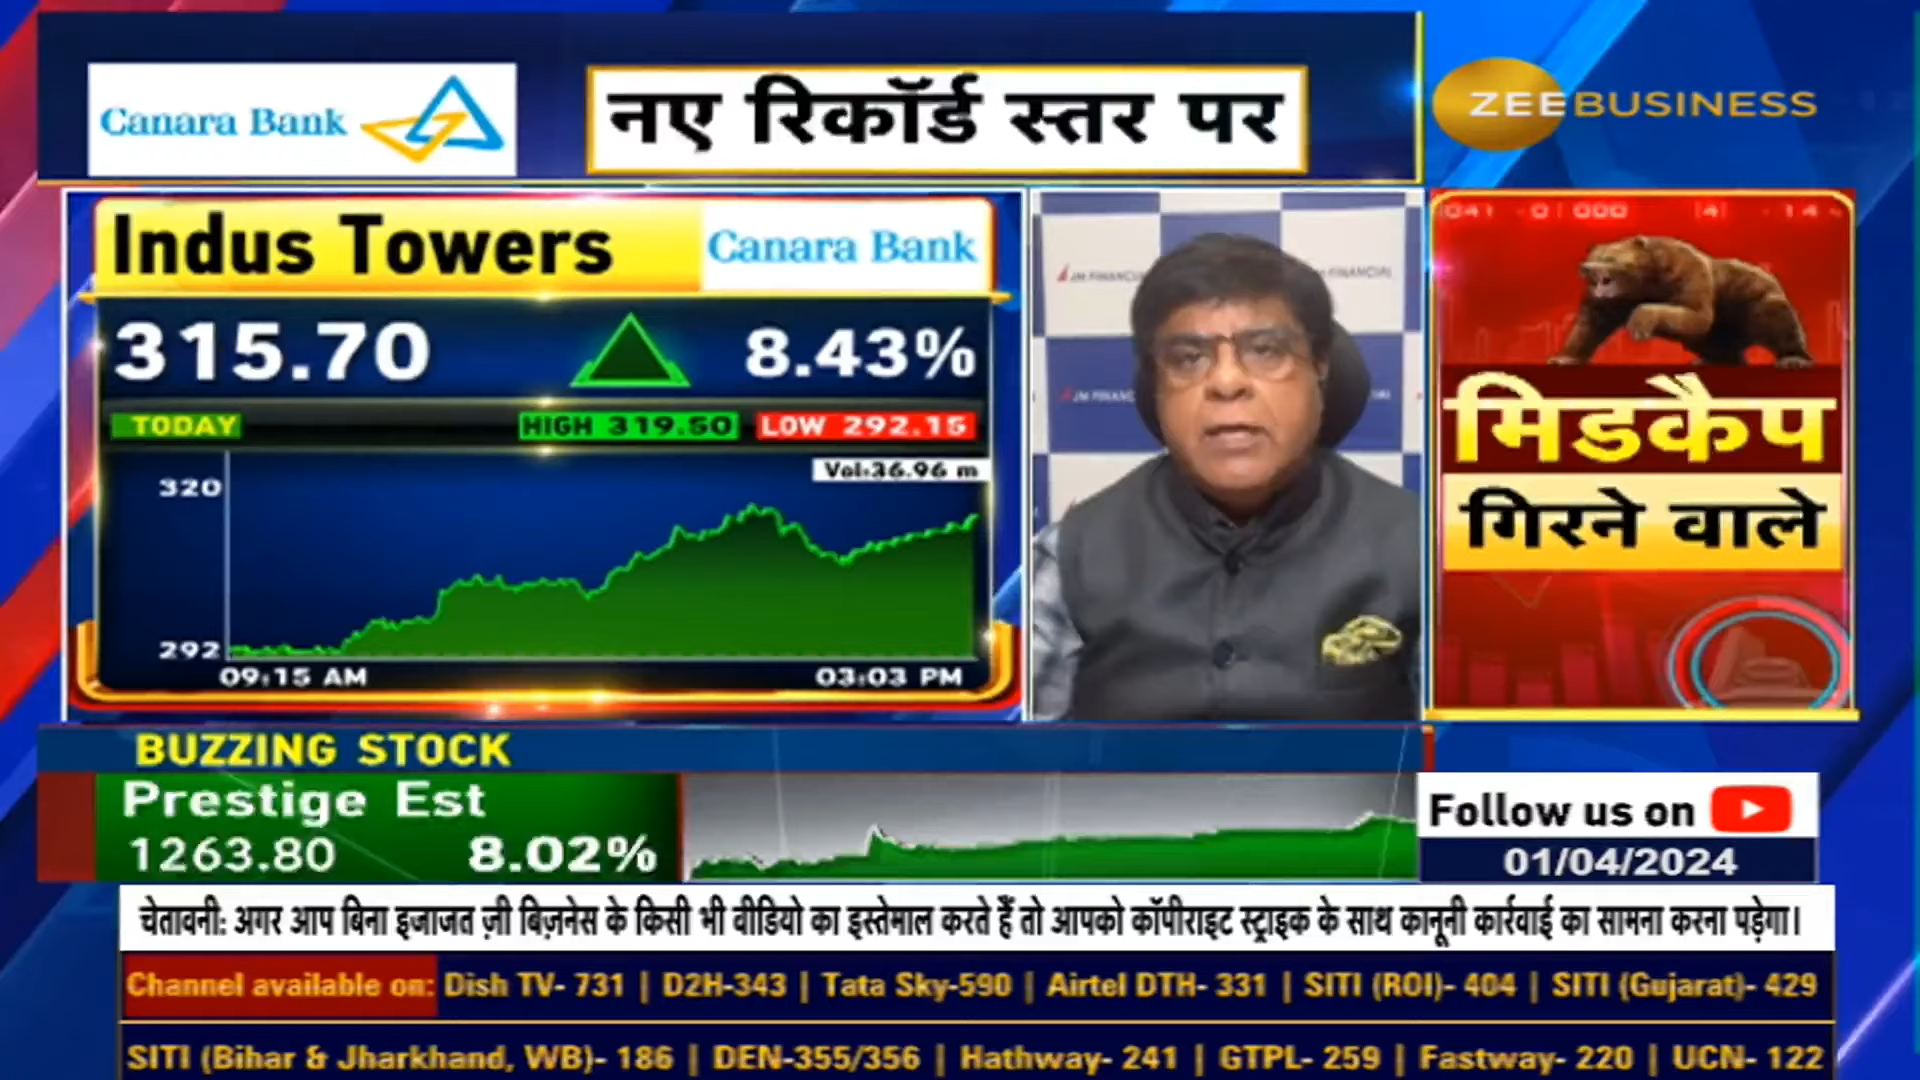 Canara Bank
नए रिकॉर्ड स्तर पर
ZEEBUSINESS
Indus Towers
Canara Bank
315.70
8.43%
TODAY
HIGH 319.50
LOW 292.15
Vol:36.96 m
320
292
09:15 AM
03:03 PM
JM FINANCIAL
मिडकैप
गिरने वाले
BUZZING STOCK
Prestige Est
1263.80 8.02%
Follow us on
01/04/2024
चेतावनी: अगर आप बिना इजाजत ज़ी बिज़नेस के किसी भी वीडियो का इस्तेमाल करते हैं तो आपको कॉपीराइट स्ट्राइक के साथ कानूनी कार्रवाई का सामना करना पड़ेगा।
Channel available on: Dish TV- 731 | D2H-343 | Tata Sky-590 | Airtel DTH- 331 | SITI (ROI)- 404 | SITI (Gujarat)- 429
SITI (Bihar & Jharkhand, WB)- 186 | DEN-355/356 | Hathway- 241 | GTPL- 259 | Fastway- 220 | UCN- 122